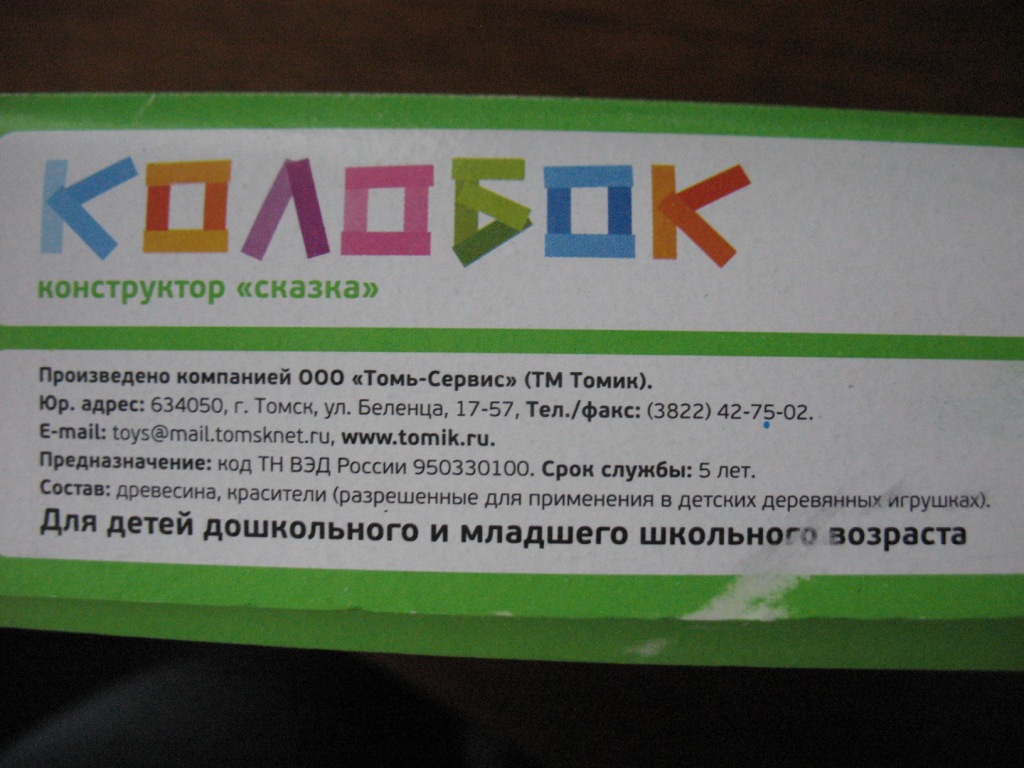 КОЛОБОК
конструктор «сказка»
Произведено компанией ООО «Томь-Сервис» (ТМ Томик).
Юр. адрес: 634050, г. Томск, ул. Беленца, 17-57, Тел./факс: (3822) 42-75-02.
E-mail: toys@mail.tomsknet.ru, www.tomik.ru.
Предназначение: код ТН ВЭД России 950330100. Срок службы: 5 лет.
Состав: древесина, красители (разрешенные для применения в детских деревянных игрушках).
Для детей дошкольного и младшего школьного возраста